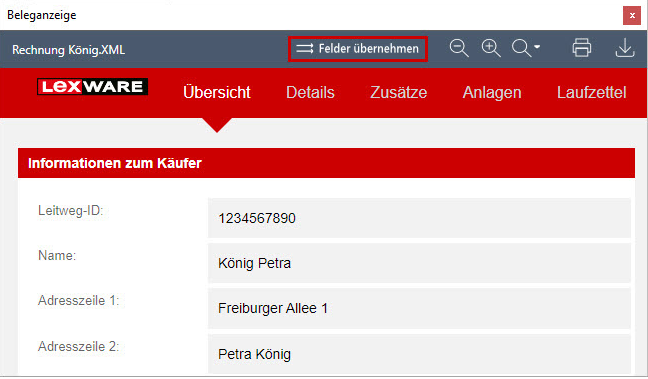 Beleganzeige x
Rechnung König.XML Felder übernehmen
LEXWARE Übersicht Details Zusätze Anlagen Laufzettel
Informationen zum Käufer
Leitweg-ID: 1234567890
Name: König Petra
Adresszeile 1: Freiburger Allee 1
Adresszeile 2: Petra König